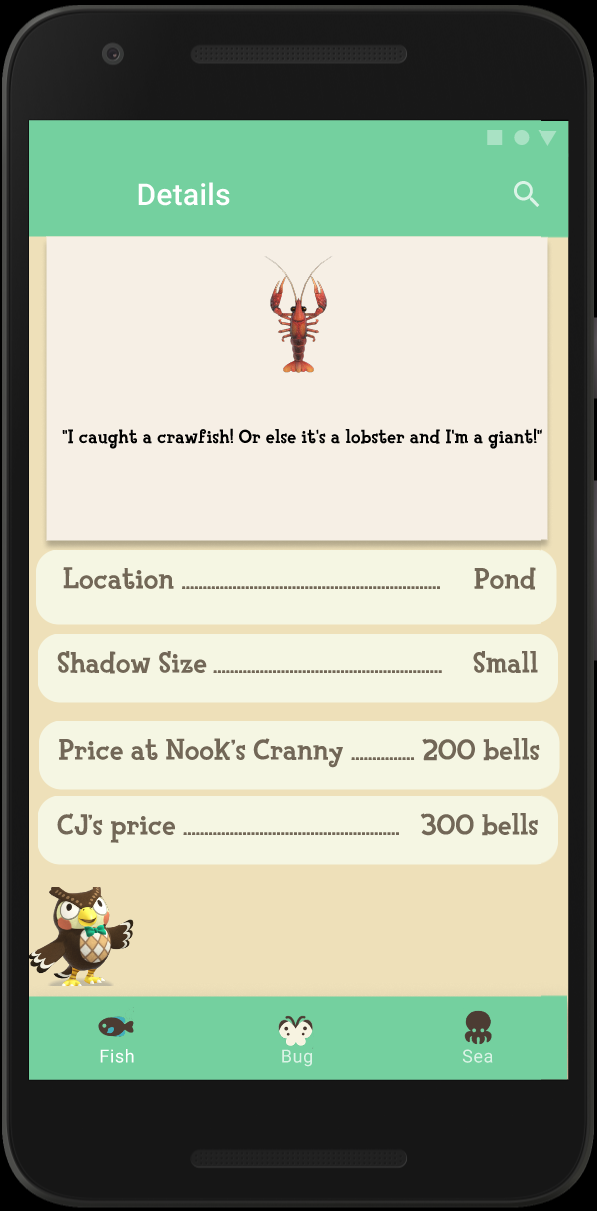 Details
"I caught a crawfish! Or else it's a lobster and I'm a giant!"
Location ................................................................ Pond
Shadow Size ......................................................... Small
Price at Nook's Cranny ............... 200 bells
CJ's price ...................................................... 300 bells
Fish Bug Sea